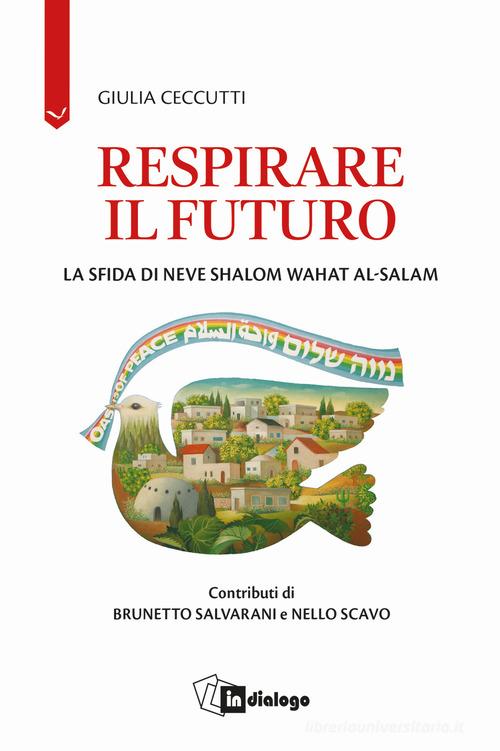 GIULIA CECCUTTI
RESPIRARE
IL FUTURO
LA SFIDA DI NEVE SHALOM WAHAT AL-SALAM
OASIS OF PEACE واحة السلام נווה שלום
Contributi di
BRUNETTO SALVARANI e NELLO SCAVO
in dialogo
libreriauniversitaria.it